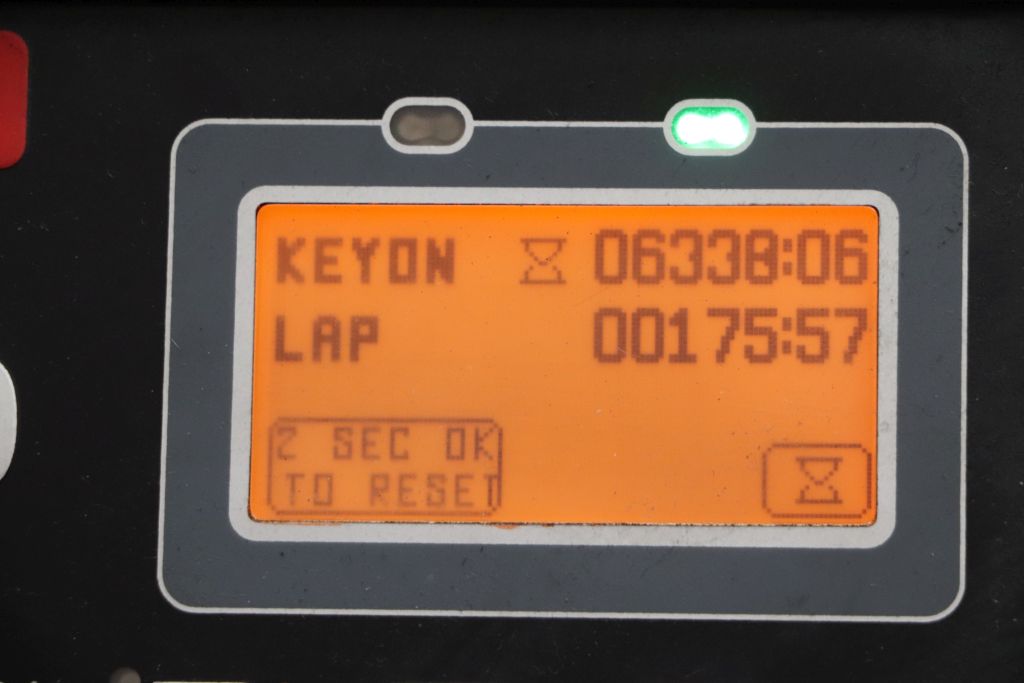 KEYON 06338:06
LAP 00175:57
2 SEC OK
TO RESET